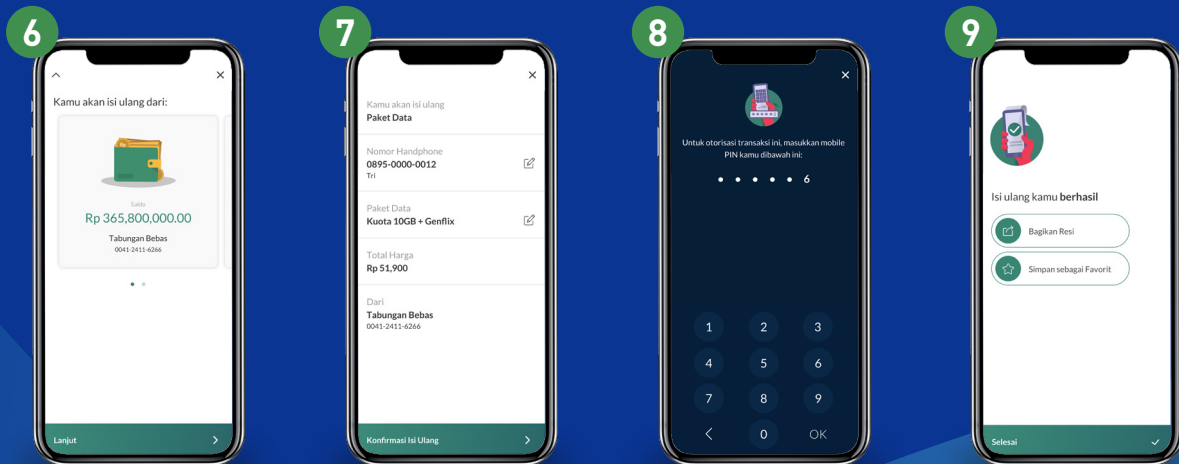 6
Kamu akan isi ulang dari:
Saldo
Rp 365,800,000.00
Tabungan Bebas
0041-2411-6266
Lanjut
7
Kamu akan isi ulang
Paket Data
Nomor Handphone
0895-0000-0012
Tri
Paket Data
Kuota 10GB + Genflix
Total Harga
Rp 51,900
Dari
Tabungan Bebas
0041-2411-6266
Konfirmasi Isi Ulang
8
Untuk otorisasi transaksi ini, masukkan mobile
PIN kamu dibawah ini:
• • • • • 6
1 2 3
4 5 6
7 8 9
0 OK
9
Isi ulang kamu berhasil
Bagikan Resi
Simpan sebagai Favorit
Selesai